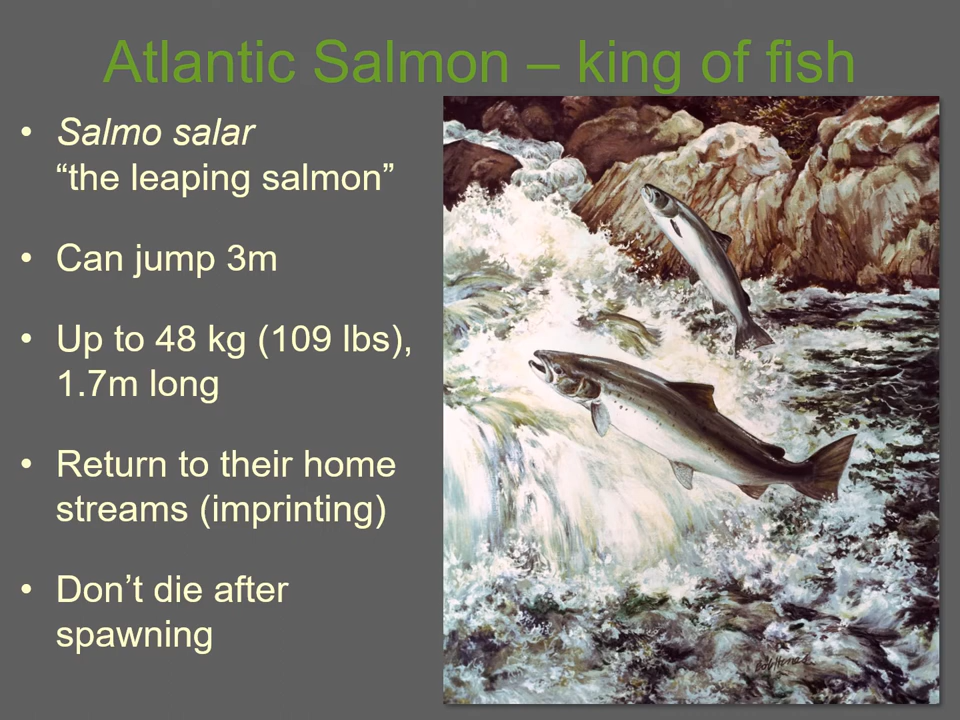 Atlantic Salmon – king of fish
• Salmo salar
“the leaping salmon”
• Can jump 3m
• Up to 48 kg (109 lbs),
1.7m long
• Return to their home
streams (imprinting)
• Don’t die after
spawning